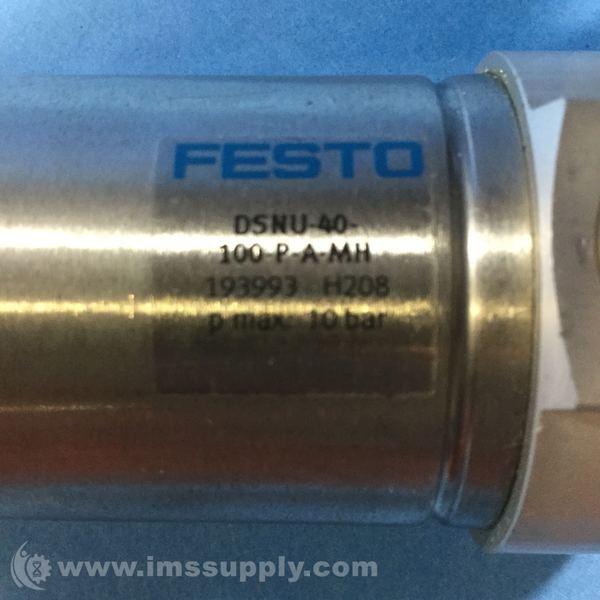 FESTO
DSNU-40-
100-P-A-MH
193993 H208
p max: 10 bar
www.imssupply.com